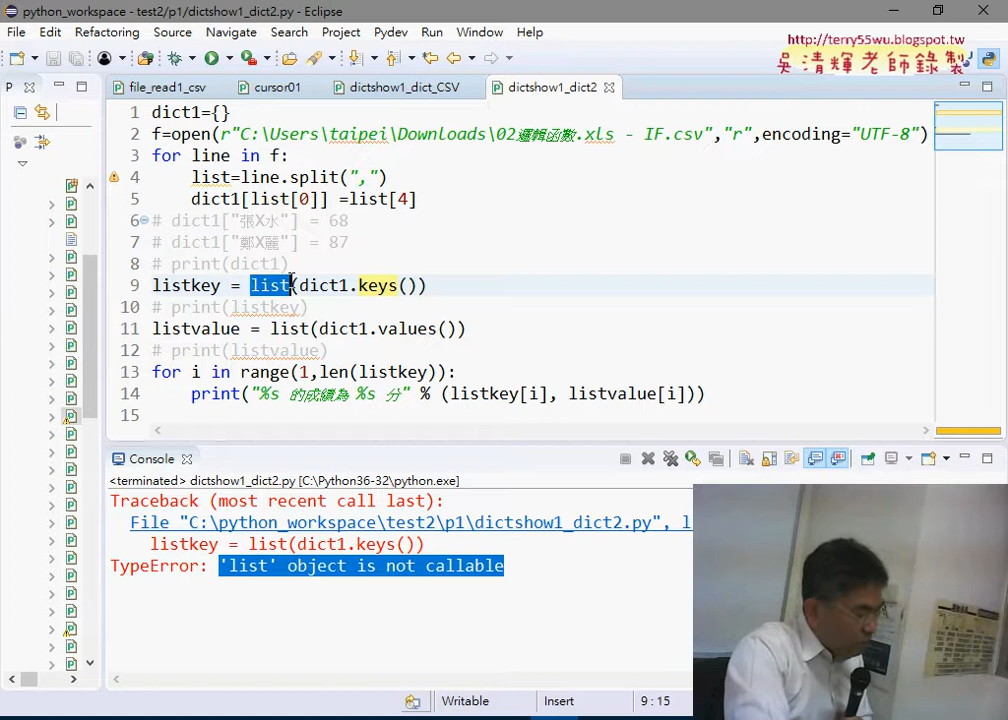 python_workspace - test2/p1/dictshow1_dict2.py - Eclipse
File Edit Refactoring Source Navigate Search Project Pydev Run Window Help
http://terry55wu.blogspot.tw
吳清輝老師錄製
P file_read1_csv cursor01 dictshow1_dict_CSV dictshow1_dict2
1 dict1={}
2 f=open(r"C:\Users\taipei\Downloads\02邏輯函數.xls - IF.csv","r",encoding="UTF-8")
3 for line in f:
4 list=line.split(",")
5 dict1[list[0]] =list[4]
6 # dict1["張X水"] = 68
7 # dict1["鄭X麗"] = 87
8 # print(dict1)
9 listkey = list(dict1.keys())
10 # print(listkey)
11 listvalue = list(dict1.values())
12 # print(listvalue)
13 for i in range(1,len(listkey)):
14 print("%s 的成績為 %s 分" % (listkey[i], listvalue[i]))
15
Console
<terminated> dictshow1_dict2.py [C:\Python36-32\python.exe]
Traceback (most recent call last):
File "C:\python_workspace\test2\p1\dictshow1_dict2.py", l
listkey = list(dict1.keys())
TypeError: 'list' object is not callable
Writable Insert 9 : 15